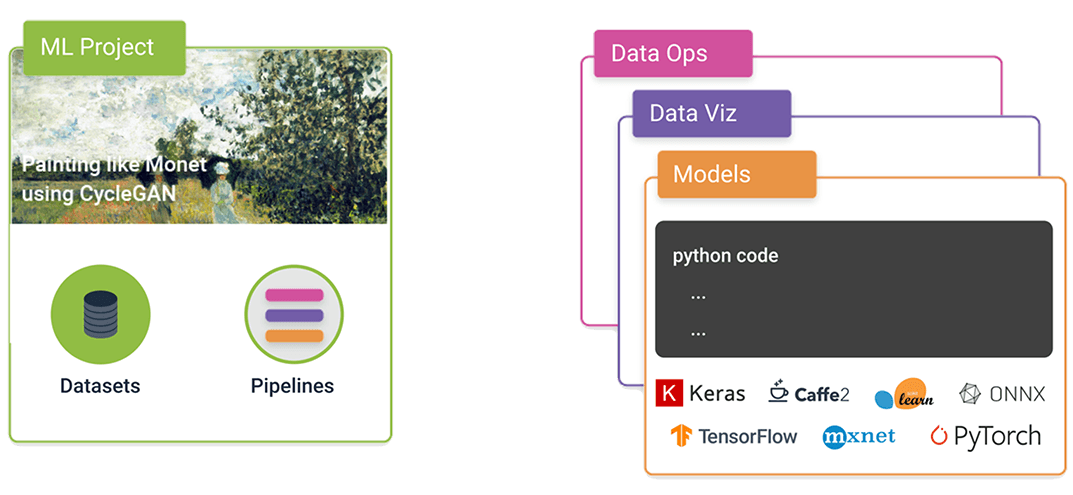 ML Project
Painting like Monet
using CycleGAN
Datasets
Pipelines
Data Ops
Data Viz
Models
python code
...
...
K Keras
Caffe2
learn
ONNX
TensorFlow
mxnet
PyTorch